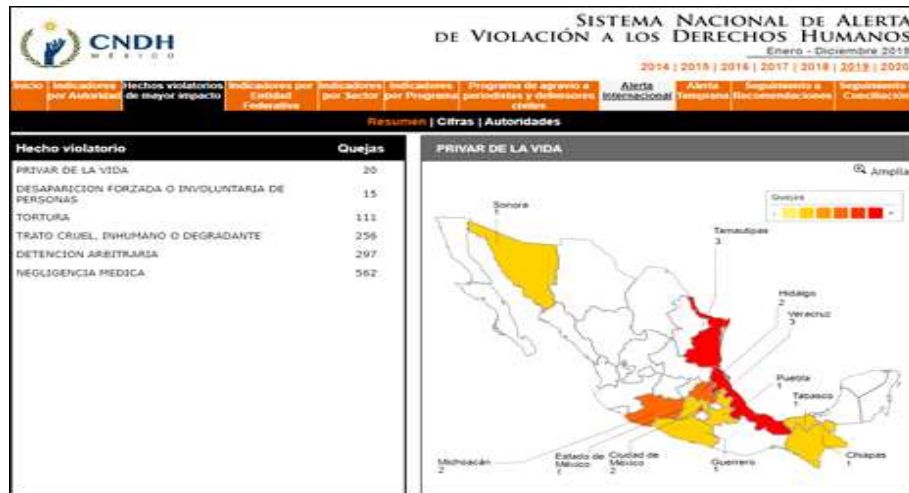 CNDH
MÉXICO
SISTEMA NACIONAL DE ALERTA
DE VIOLACIÓN A LOS DERECHOS HUMANOS
Enero - Diciembre 2019
2014 | 2015 | 2016 | 2017 | 2018 | 2019 | 2020
Inicio
Indicadores por Autoridad
Hechos violatorios de mayor impacto
Indicadores por Entidad Federativa
Indicadores por Sector
Indicadores por Programa
Programa de agravio a periodistas y defensores civiles
Alerta Internacional
Alerta Temprana
Seguimiento a Recomendaciones
Seguimiento Conciliación
Resumen | Cifras | Autoridades
Hecho violatorio Quejas
PRIVAR DE LA VIDA 20
DESAPARICION FORZADA O INVOLUNTARIA DE
PERSONAS 15
TORTURA 111
TRATO CRUEL, INHUMANO O DEGRADANTE 256
DETENCION ARBITRARIA 297
NEGLIGENCIA MEDICA 562
PRIVAR DE LA VIDA
Amplia
- +
Sonora
1
Tamaulipas
3
Hidalgo
2
Veracruz
3
Puebla
1
Tabasco
1
Michoacán
2
Estado de
México
1
Ciudad de
México
2
Guerrero
1
Chiapas
1